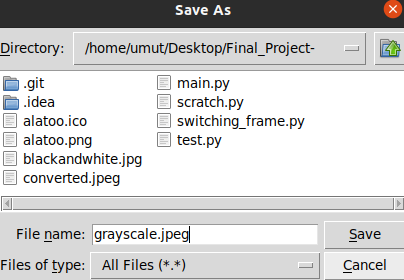 Save As
Directory: /home/umut/Desktop/Final_Project-
.git
.idea
alatoo.ico
alatoo.png
blackandwhite.jpg
converted.jpeg
main.py
scratch.py
switching_frame.py
test.py
File name: grayscale.jpeg Save
Files of type: All Files (*.*) Cancel